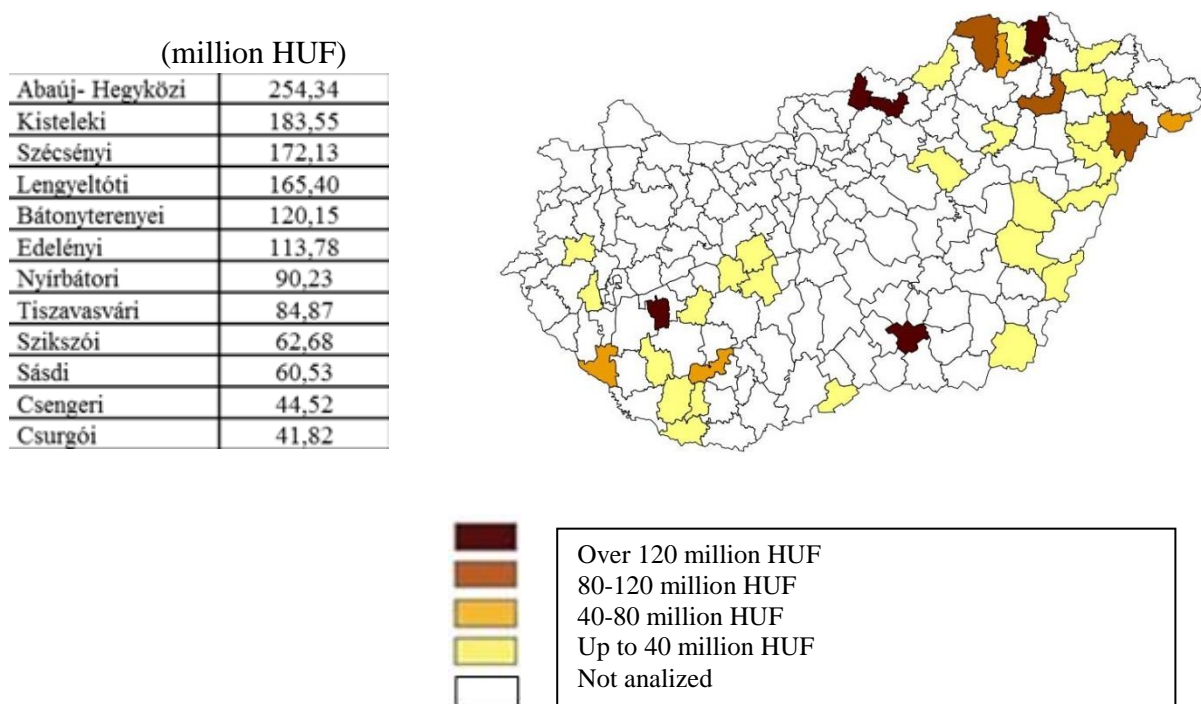 (million HUF)
Abaúj- Hegyközi 254,34
Kisteleki 183,55
Szécsényi 172,13
Lengyeltóti 165,40
Bátonyterenyei 120,15
Edelényi 113,78
Nyírbátori 90,23
Tiszavasvári 84,87
Szikszói 62,68
Sásdi 60,53
Csengeri 44,52
Csurgói 41,82
Over 120 million HUF
80-120 million HUF
40-80 million HUF
Up to 40 million HUF
Not analized